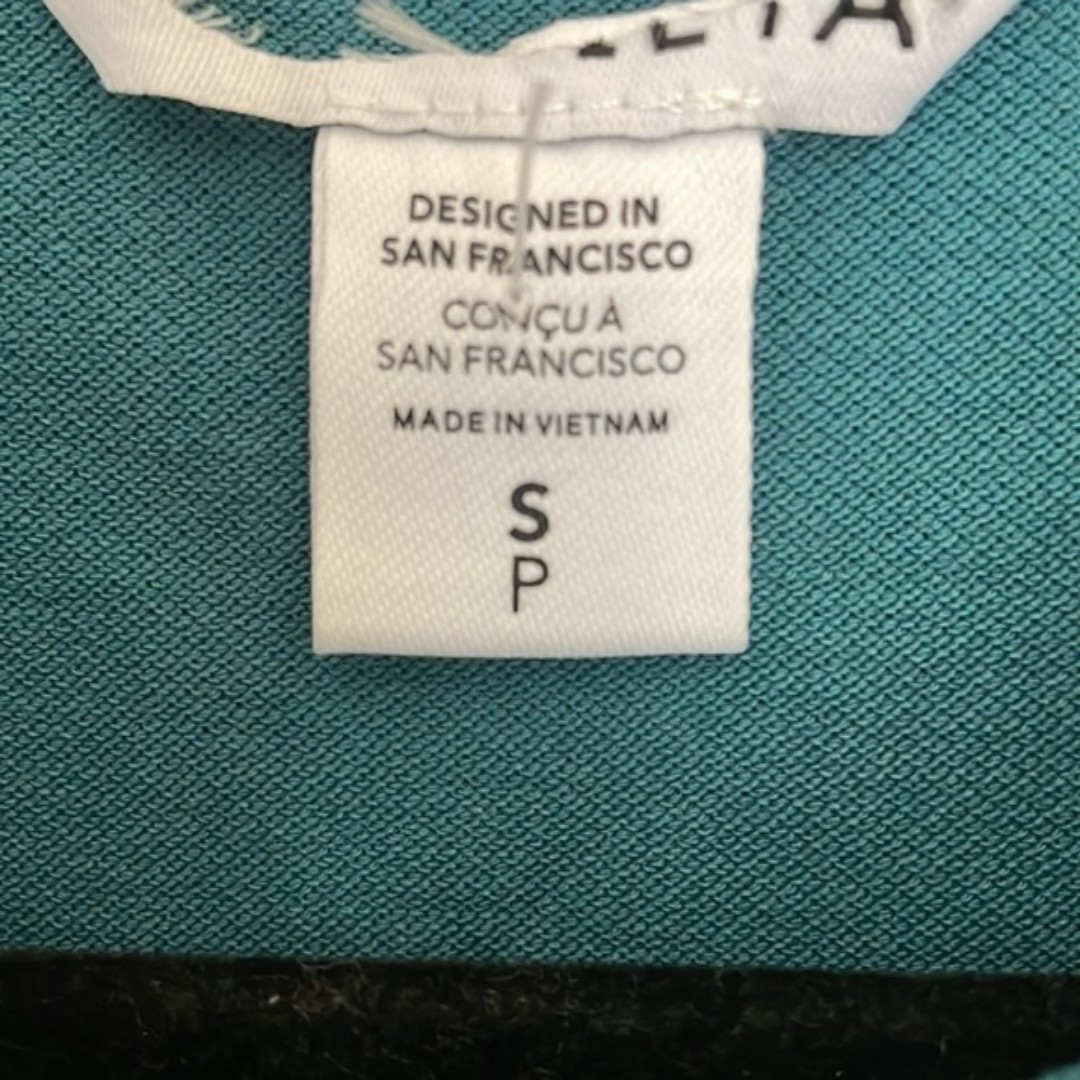 DESIGNED IN
SAN FRANCISCO
CONÇU À
SAN FRANCISCO
MADE IN VIETNAM
S
P